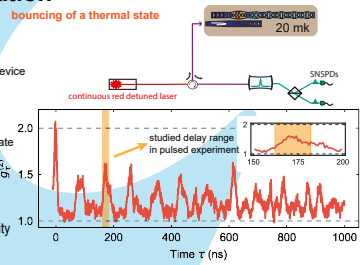 bouncing of a thermal state
20 mk
evice
SNSPDs
continuous red detuned laser
ate
ity
2.0
1.5
1.0
studied delay range
in pulsed experiment
2
1
150
175
200
0
200
400
600
800
1000
Time τ (ns)